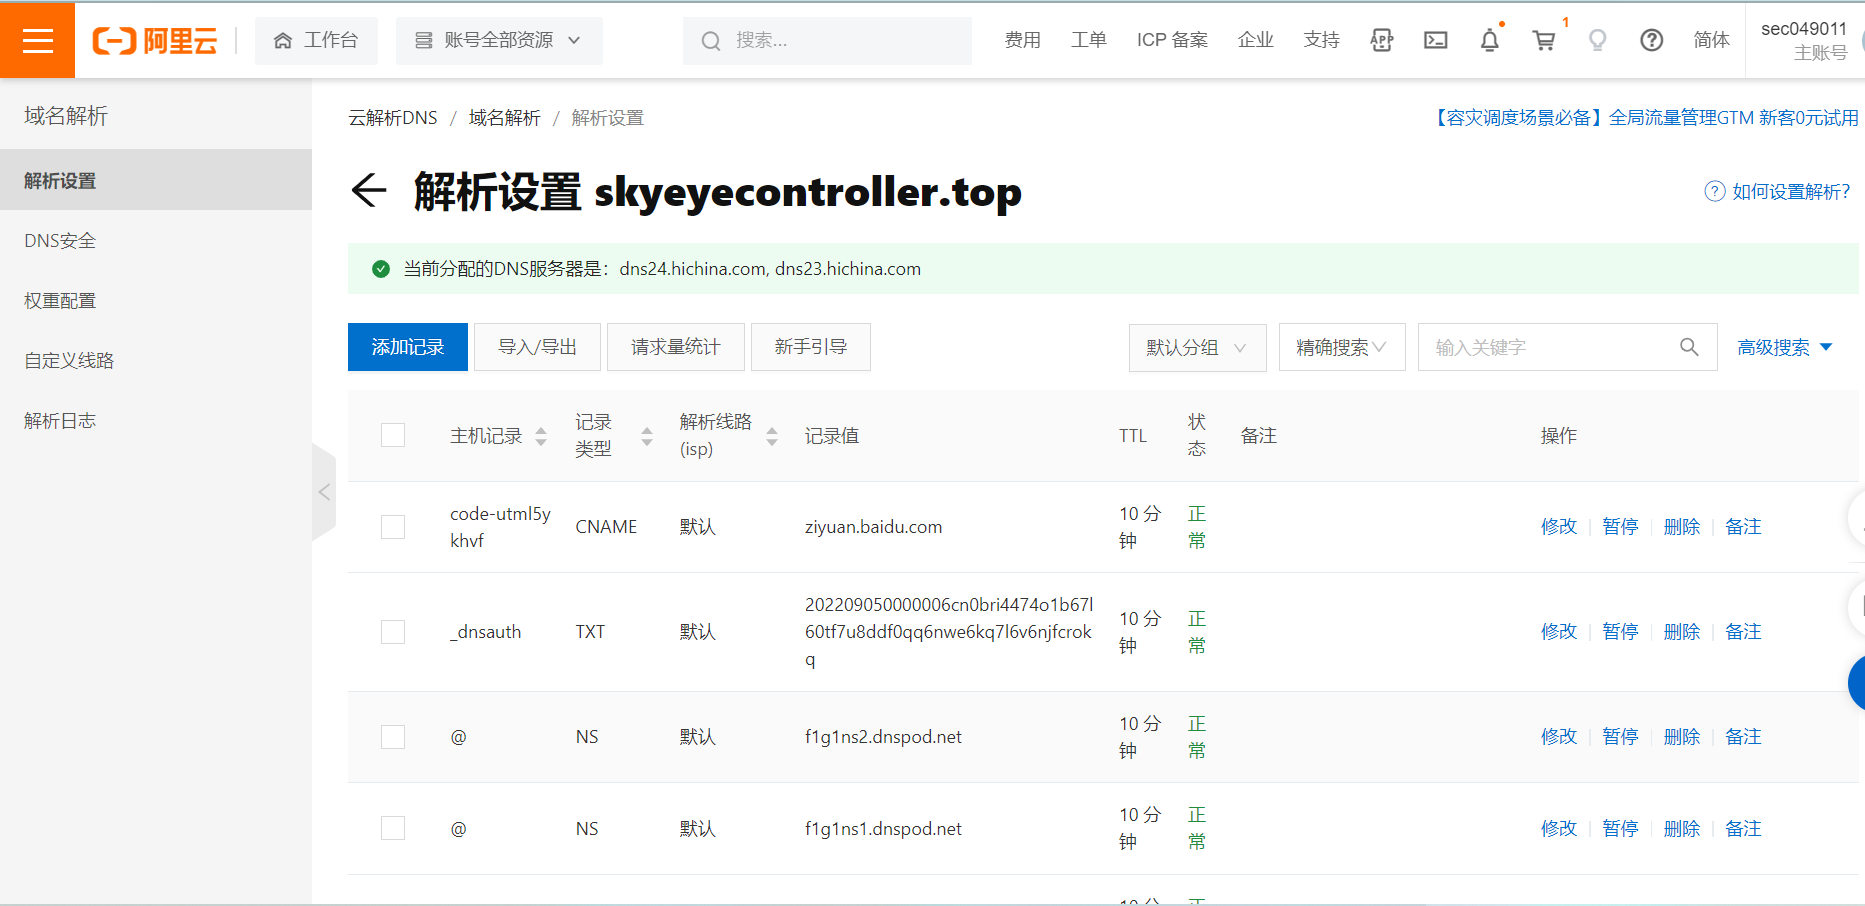 阿里云
工作台
账号全部资源
搜索...
费用
工单
ICP 备案
企业
支持
APP
1
简体
sec049011
主账号
域名解析
解析设置
DNS安全
权重配置
自定义线路
解析日志
云解析DNS / 域名解析 / 解析设置
【容灾调度场景必备】全局流量管理GTM 新客0元试用
解析设置 skyeyecontroller.top
如何设置解析?
当前分配的DNS服务器是：dns24.hichina.com, dns23.hichina.com
添加记录
导入/导出
请求量统计
新手引导
默认分组
精确搜索
输入关键字
高级搜索
主机记录
记录
类型
解析线路
(isp)
记录值
TTL
状
态
备注
操作
code-utml5y
khvf
CNAME
默认
ziyuan.baidu.com
10 分
钟
正
常
修改
暂停
删除
备注
_dnsauth
TXT
默认
202209050000006cn0bri4474o1b67l
60tf7u8ddf0qq6nwe6kq7l6v6njfcrok
q
10 分
钟
正
常
修改
暂停
删除
备注
@
NS
默认
f1g1ns2.dnspod.net
10 分
钟
正
常
修改
暂停
删除
备注
@
NS
默认
f1g1ns1.dnspod.net
10 分
钟
正
常
修改
暂停
删除
备注